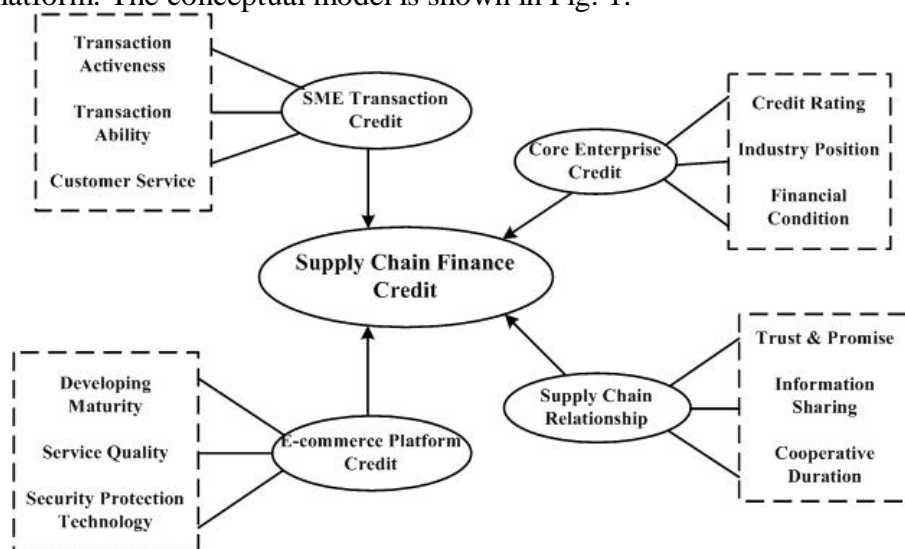 platform. The conceptual model is shown in Fig. 1.
Transaction
Activeness
Transaction
Ability
Customer Service
SME Transaction
Credit
Core Enterprise
Credit
Credit Rating
Industry Position
Financial
Condition
Supply Chain Finance
Credit
Developing
Maturity
Service Quality
Security Protection
Technology
E-commerce Platform
Credit
Supply Chain
Relationship
Trust & Promise
Information
Sharing
Cooperative
Duration